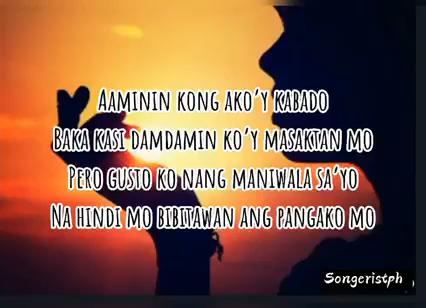 AAMININ KONG AKO'Y KABADO
BAKA KASI DAMDAMIN KO'Y MASAKTAN MO
PERO GUSTO KO NANG MANIWALA SA'YO
NA HINDI MO BIBITAWAN ANG PANGAKO MO
Songeristph